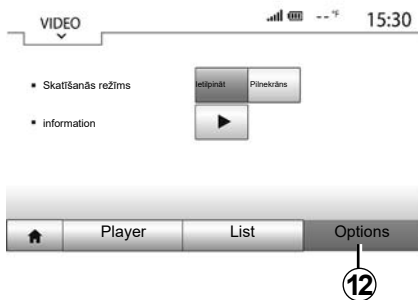 VIDEO --°F 15:30
▪ Skatīšanās režīms Ietilpināt Pilnekrāns
▪ information
Player List Options
12